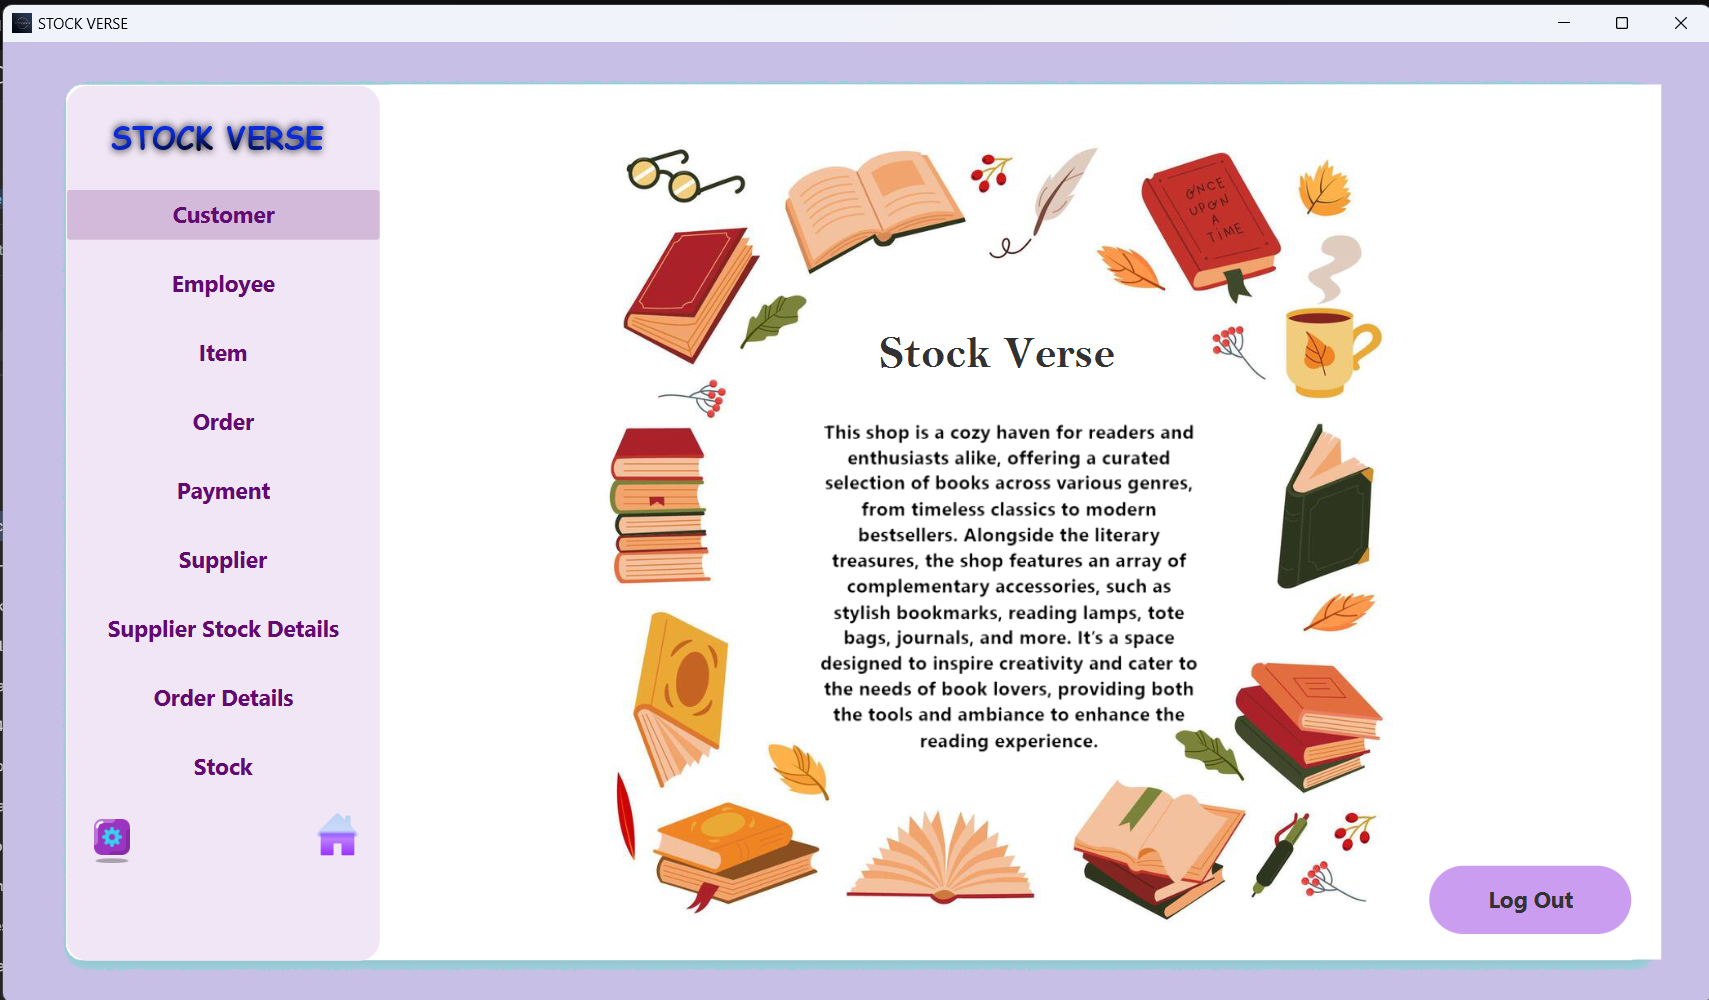 STOCK VERSE
STOCK VERSE
Customer
Employee
Item
Order
Payment
Supplier
Supplier Stock Details
Order Details
Stock
ONCE
UPON
A
TIME
Stock Verse
This shop is a cozy haven for readers and
enthusiasts alike, offering a curated
selection of books across various genres,
from timeless classics to modern
bestsellers. Alongside the literary
treasures, the shop features an array of
complementary accessories, such as
stylish bookmarks, reading lamps, tote
bags, journals, and more. It's a space
designed to inspire creativity and cater to
the needs of book lovers, providing both
the tools and ambiance to enhance the
reading experience.
Log Out